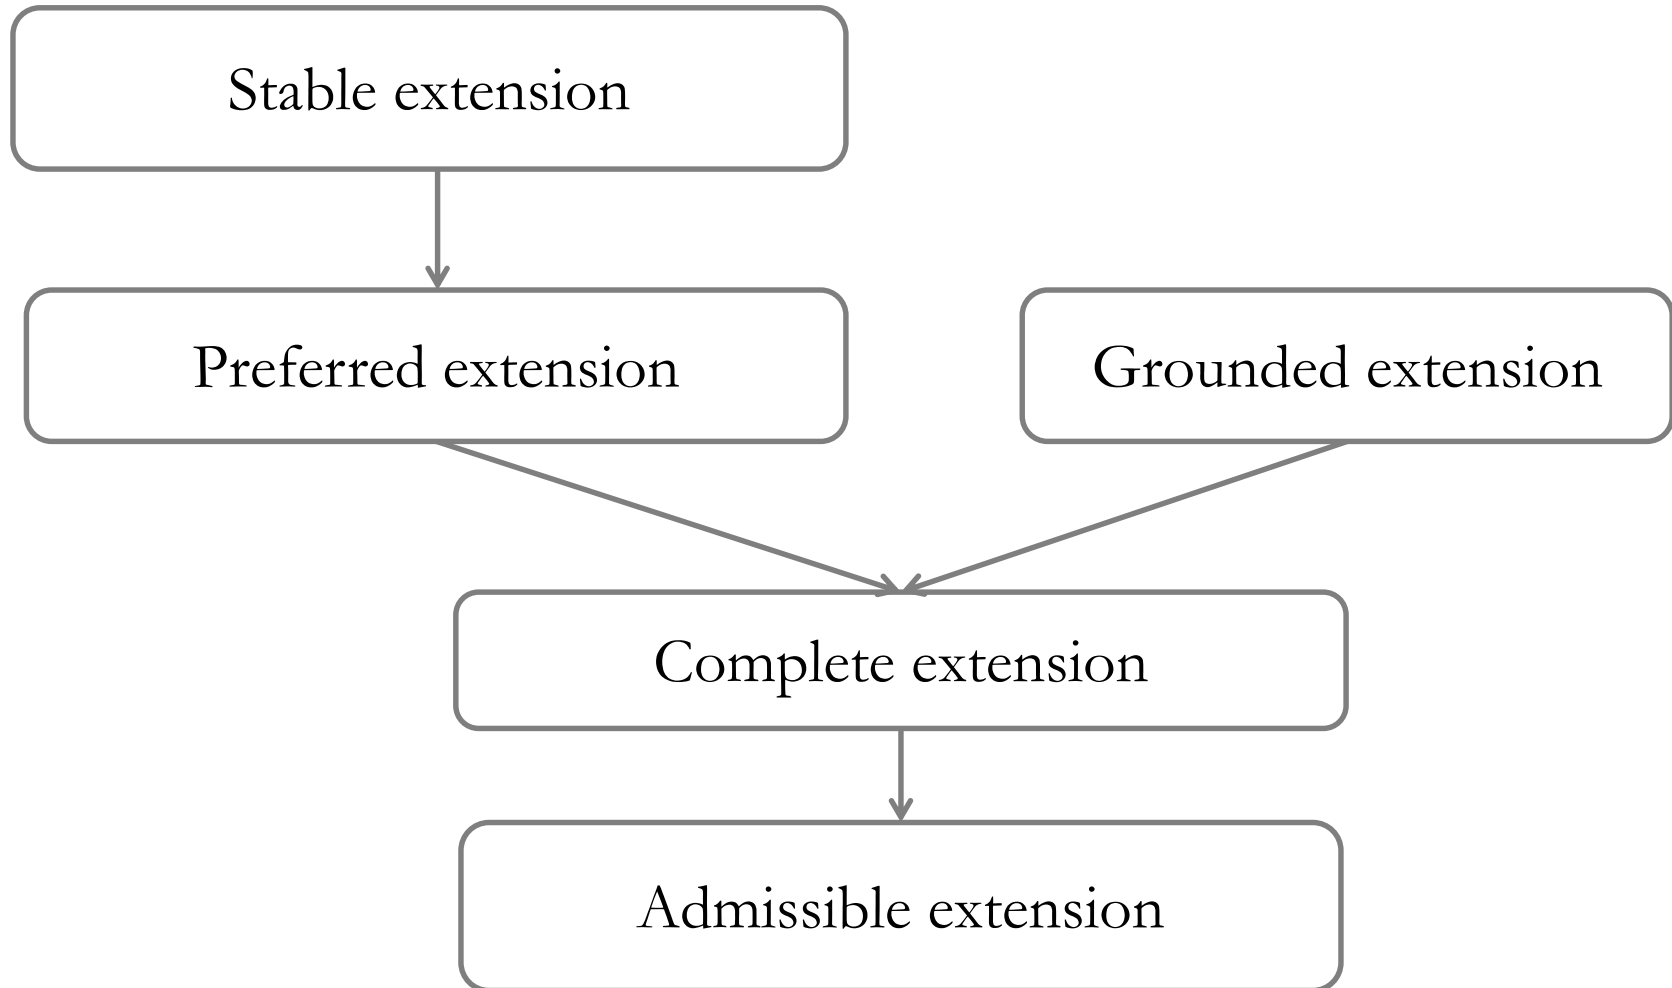 Stable extension
Preferred extension
Grounded extension
Complete extension
Admissible extension